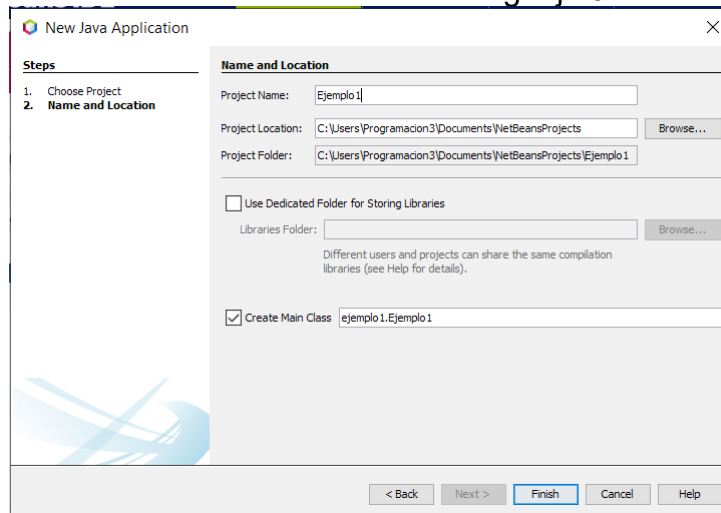 New Java Application
Steps
1. Choose Project
2. Name and Location
Name and Location
Project Name: Ejemplo1
Project Location: C:\Users\Programacion3\Documents\NetBeansProjects Browse...
Project Folder: C:\Users\Programacion3\Documents\NetBeansProjects\Ejemplo1
Use Dedicated Folder for Storing Libraries
Libraries Folder: Browse...
Different users and projects can share the same compilation
libraries (see Help for details).
Create Main Class ejemplo1.Ejemplo1
< Back Next > Finish Cancel Help